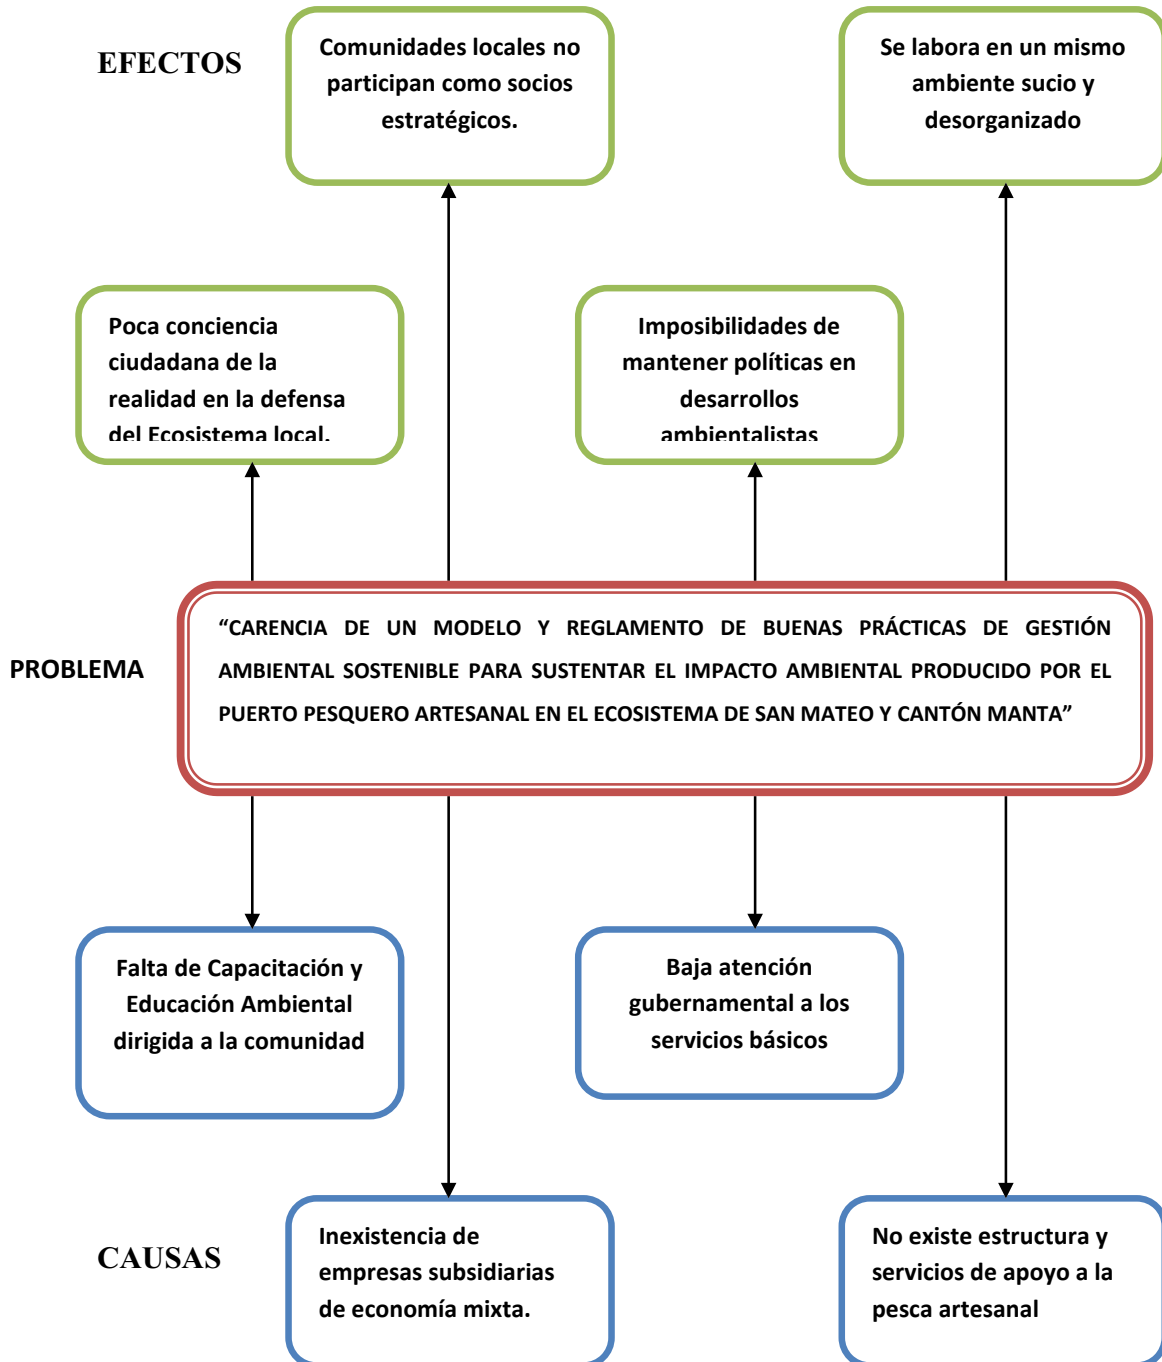 EFECTOS
Comunidades locales no
participan como socios
estratégicos.
Se labora en un mismo
ambiente sucio y
desorganizado
Poca conciencia
ciudadana de la
realidad en la defensa
del Ecosistema local.
Imposibilidades de
mantener políticas en
desarrollos
ambientalistas
PROBLEMA
“CARENCIA DE UN MODELO Y REGLAMENTO DE BUENAS PRÁCTICAS DE GESTIÓN
AMBIENTAL SOSTENIBLE PARA SUSTENTAR EL IMPACTO AMBIENTAL PRODUCIDO POR EL
PUERTO PESQUERO ARTESANAL EN EL ECOSISTEMA DE SAN MATEO Y CANTÓN MANTA”
Falta de Capacitación y
Educación Ambiental
dirigida a la comunidad
Baja atención
gubernamental a los
servicios básicos
CAUSAS
Inexistencia de
empresas subsidiarias
de economía mixta.
No existe estructura y
servicios de apoyo a la
pesca artesanal